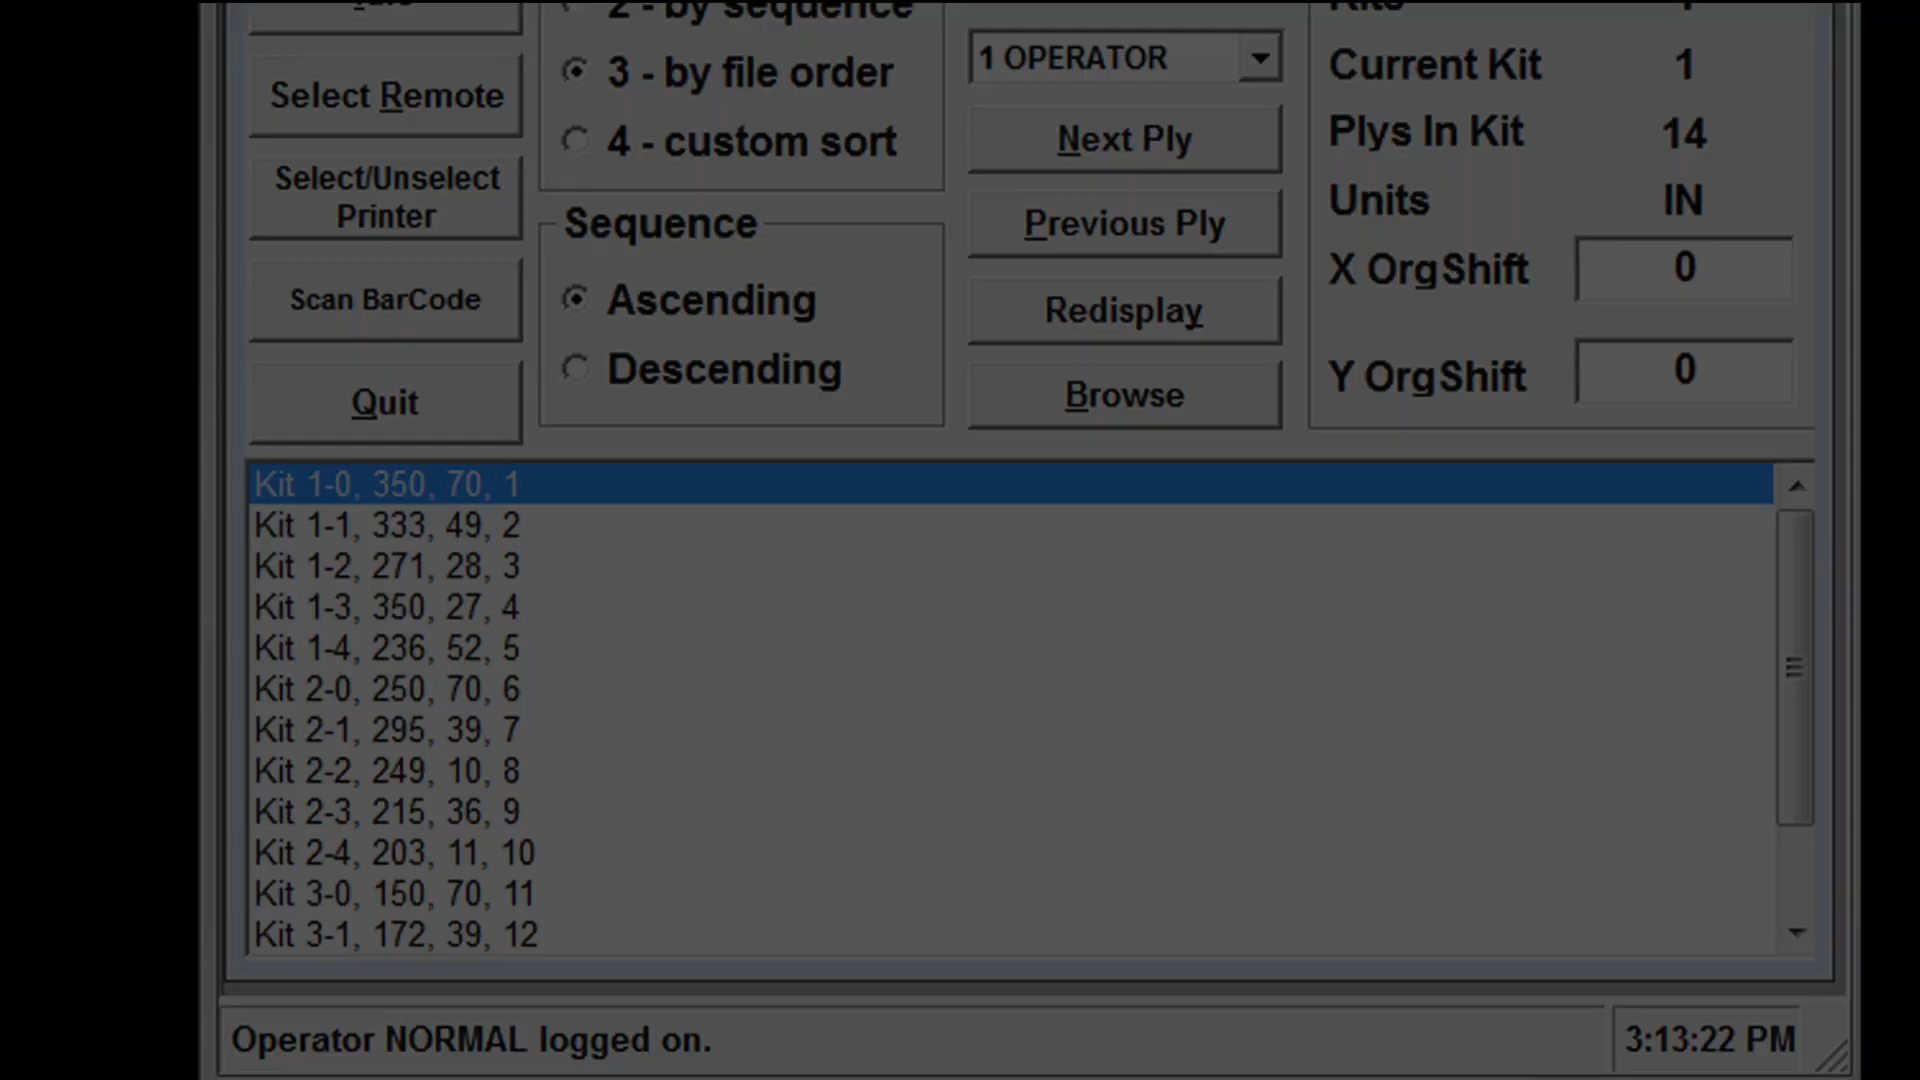 2 - by sequence
3 - by file order
4 - custom sort
Select Remote
Select/Unselect
Printer
Scan BarCode
Quit
Sequence
Ascending
Descending
1 OPERATOR
Next Ply
Previous Ply
Redisplay
Browse
Kits 1
Current Kit 1
Plys In Kit 14
Units IN
X OrgShift 0
Y OrgShift 0
Kit 1-0, 350, 70, 1
Kit 1-1, 333, 49, 2
Kit 1-2, 271, 28, 3
Kit 1-3, 350, 27, 4
Kit 1-4, 236, 52, 5
Kit 2-0, 250, 70, 6
Kit 2-1, 295, 39, 7
Kit 2-2, 249, 10, 8
Kit 2-3, 215, 36, 9
Kit 2-4, 203, 11, 10
Kit 3-0, 150, 70, 11
Kit 3-1, 172, 39, 12
Operator NORMAL logged on.
3:13:22 PM